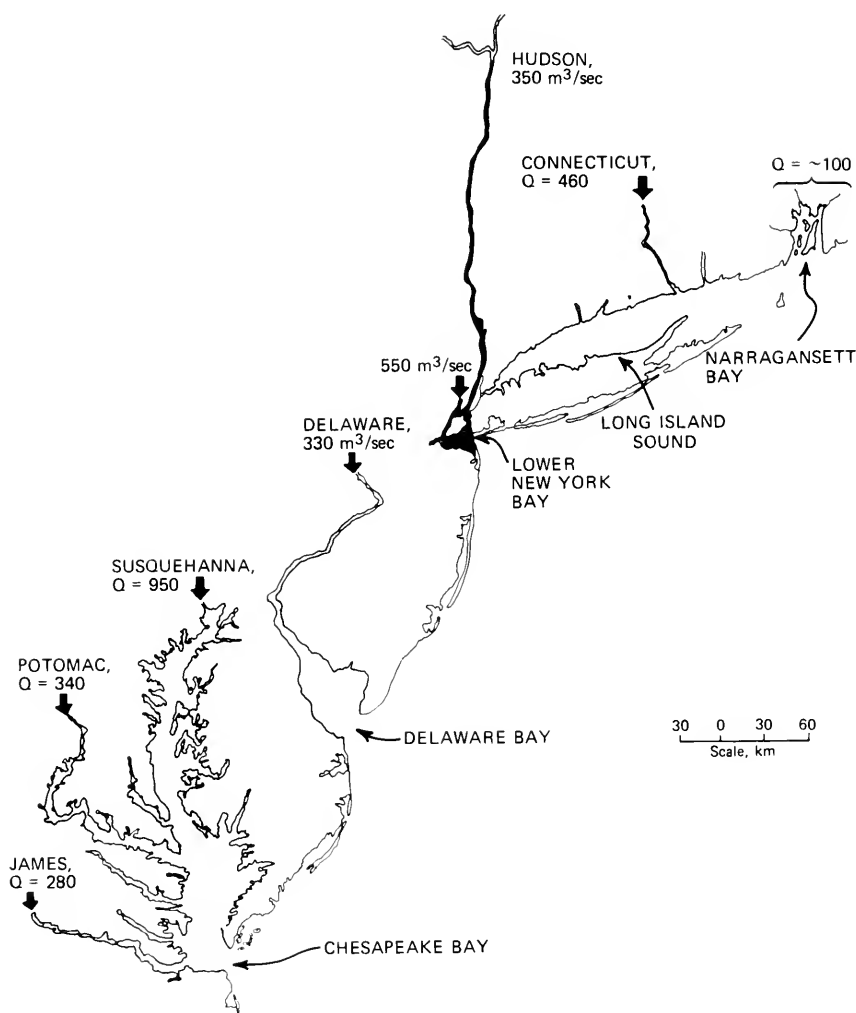 HUDSON,
350 m³/sec
CONNECTICUT,
Q = 460
Q = ~100
NARRAGANSETT
BAY
550 m³/sec
LONG ISLAND
SOUND
DELAWARE,
330 m³/sec
LOWER
NEW YORK
BAY
SUSQUEHANNA,
Q = 950
POTOMAC,
Q = 340
DELAWARE BAY
30 0 30 60
Scale, km
JAMES,
Q = 280
CHESAPEAKE BAY